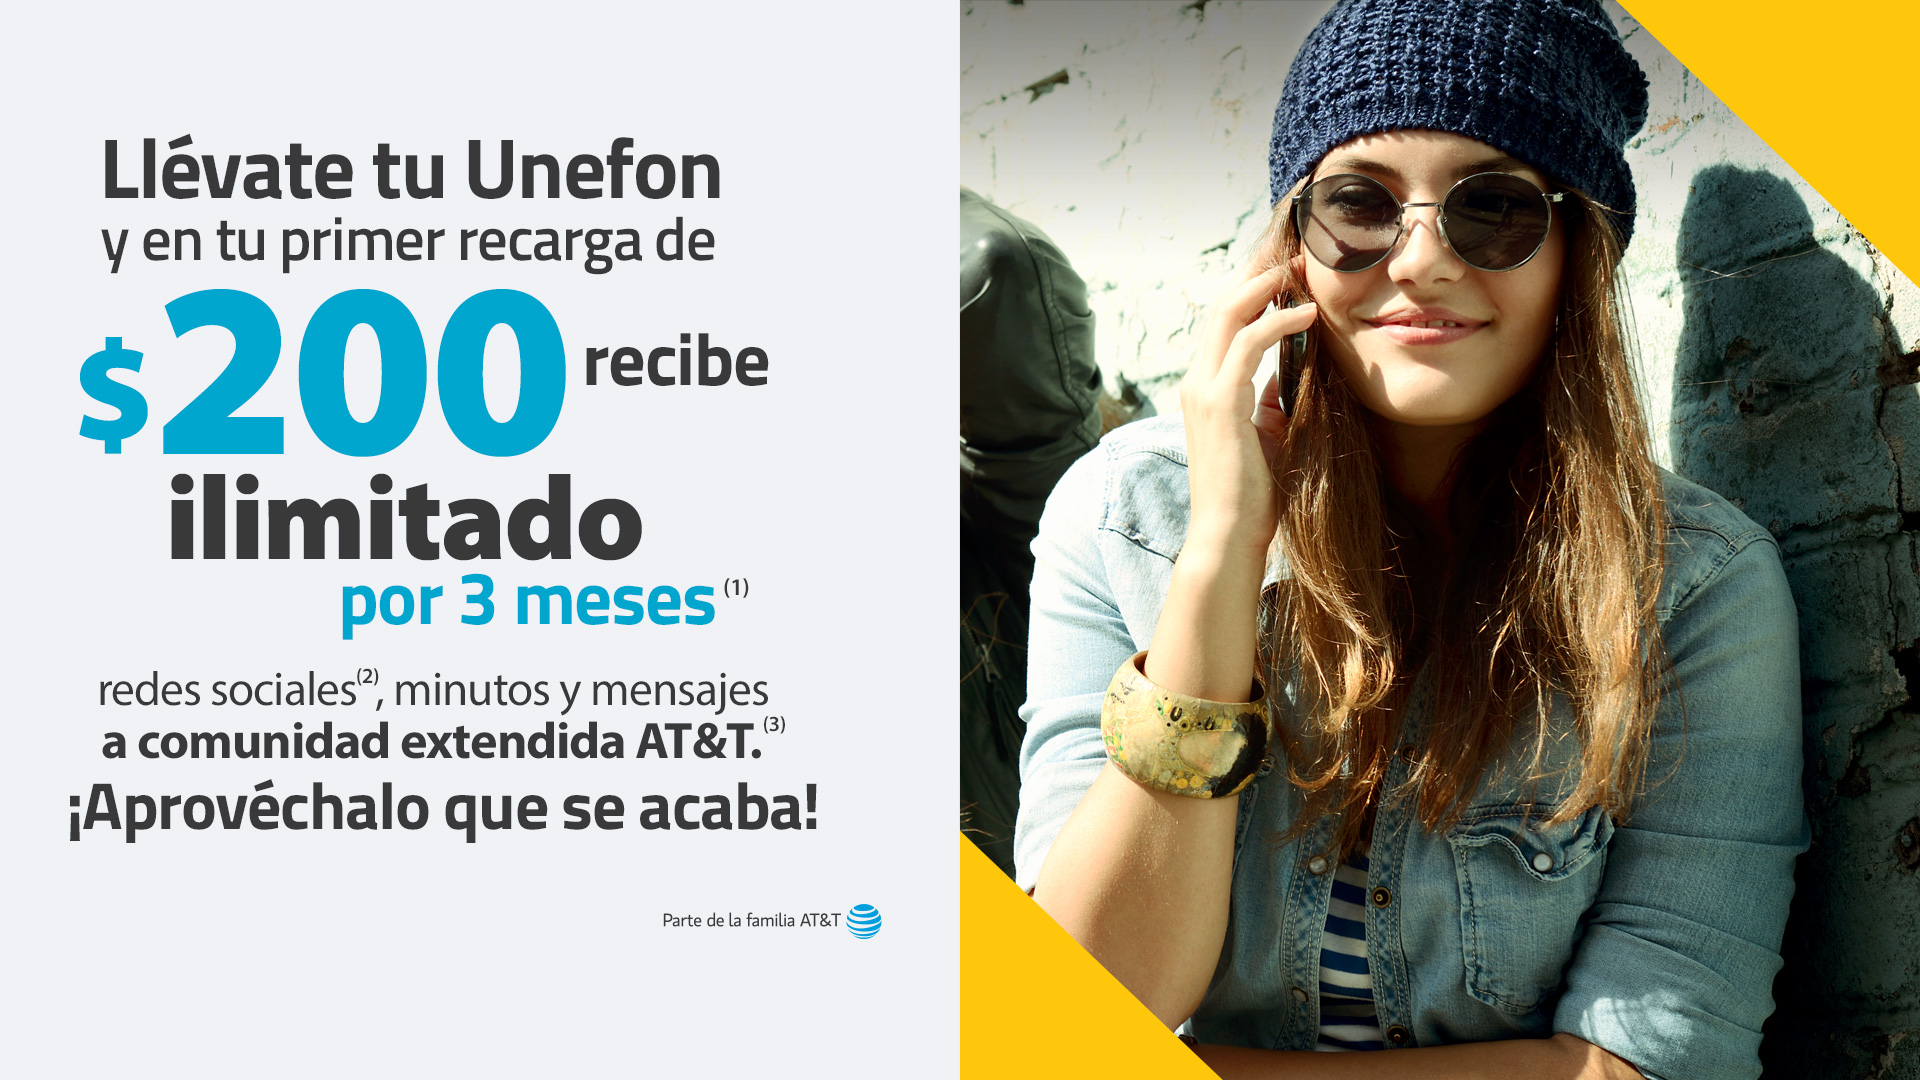 Llévate tu Unefon
y en tu primer recarga de
$200 recibe
ilimitado
por 3 meses (1)
redes sociales(2), minutos y mensajes
a comunidad extendida AT&T.(3)
¡Aprovéchalo que se acaba!
Parte de la familia AT&T